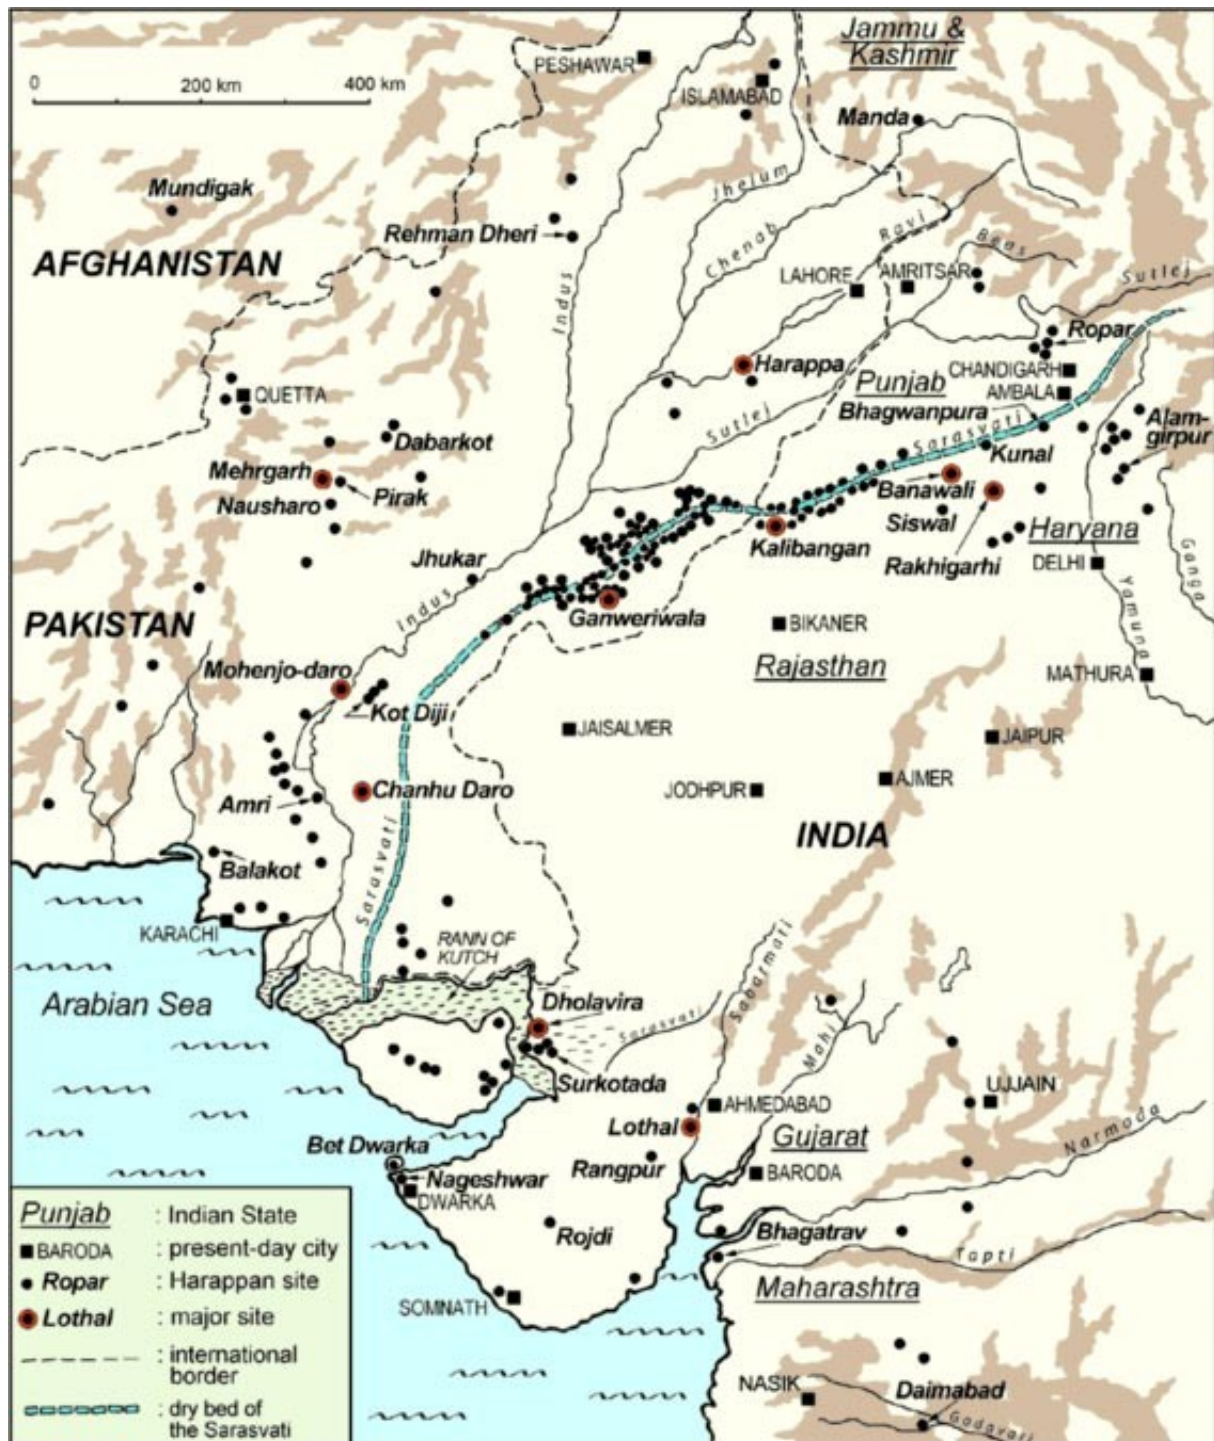 Jammu &
Kashmir
PESHAWAR
ISLAMABAD
0
200 km
400 km
Manda
Mundigak
Jhelum
Rehman Dheri
Chenab
Ravi
Beas
AFGHANISTAN
LAHORE
AMRITSAR
Sutlej
Indus
Ropar
Harappa
CHANDIGARH
Punjab
AMBALA
QUETTA
Bhagwanpura
Alam-
girpur
Sutlej
Sarasvati
Dabarkot
Kunal
Mehrgarh
Pirak
Banawali
Nausharo
Siswal
Haryana
Kalibangan
Rakhigarhi
DELHI
Jhukar
Ganga
Indus
Ganweriwala
PAKISTAN
BIKANER
Yamuna
Mohenjo-daro
Rajasthan
MATHURA
Kot Diji
JAISALMER
JAIPUR
AJMER
Chanhu Daro
JODHPUR
Amri
INDIA
Balakot
Sarasvati
KARACHI
RANN OF
KUTCH
Sabarmati
Arabian Sea
Dholavira
Sarasvati
Mahi
Surkotada
UJJAIN
AHMEDABAD
Lothal
Gujarat
Narmoda
Bet Dwarka
Rangpur
Nageshwar
BARODA
DWARKA
Rojdi
Bhagatrav
Tapti
SOMNATH
Maharashtra
NASIK
Daimabad
Godavari
Punjab : Indian State
BARODA : present-day city
Ropar : Harappan site
Lothal : major site
: international
border
: dry bed of
the Sarasvati